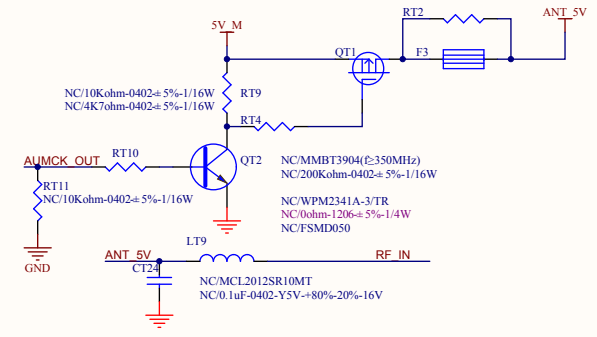 RT2
ANT_5V
5V_M
QT1
F3
NC/10Kohm-0402-±5%-1/16W
NC/4K7ohm-0402-±5%-1/16W
RT9
RT4
AUMCK_OUT
RT10
QT2
NC/MMBT3904(f≥350MHz)
NC/200Kohm-0402-±5%-1/16W
RT11
NC/10Kohm-0402-±5%-1/16W
NC/WPM2341A-3/TR
NC/0ohm-1206-±5%-1/4W
NC/FSMD050
GND
LT9
ANT_5V
RF_IN
CT24
NC/MCL2012SR10MT
NC/0.1uF-0402-Y5V-+80%-20%-16V